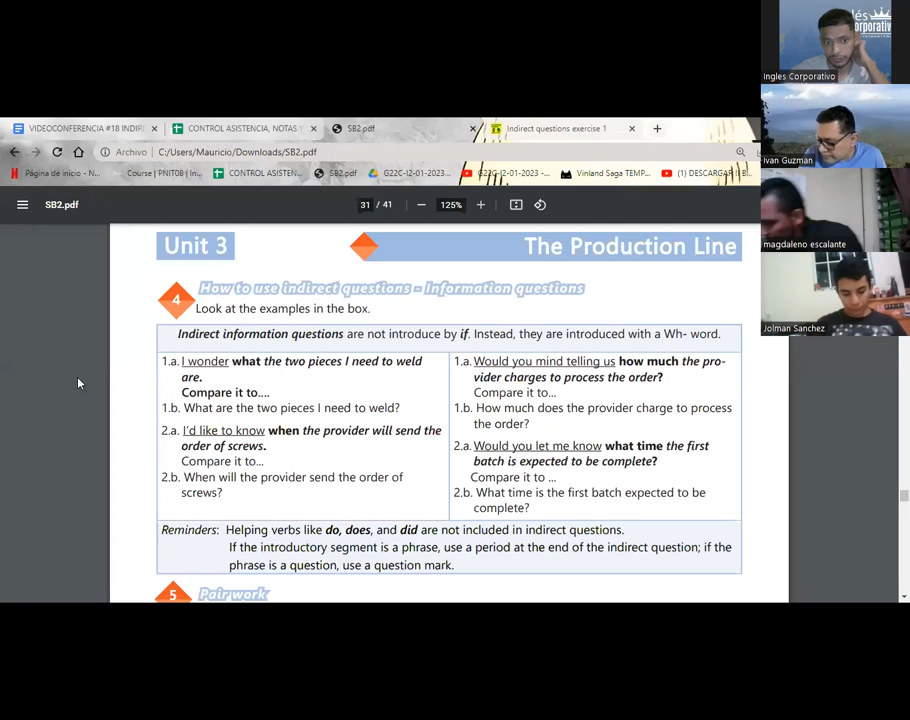 VIDEOCONFERENCIA #18 INDIR
CONTROL ASISTENCIA, NOTAS Y
SB2.pdf
Indirect questions exercise 1
Archivo
C:/Users/Mauricio/Downloads/SB2.pdf
Página de inicio - N...
Course | PNIT08 | In...
CONTROL ASISTEN...
SB2.pdf
G22C-I2-01-2023...
G22C-I2-01-2023 -...
Vinland Saga TEMP...
(1) DESCARGAR
SB2.pdf
31 / 41
125%
Unit 3
The Production Line
4
How to use indirect questions - Information questions
Look at the examples in the box.
Indirect information questions are not introduce by if. Instead, they are introduced with a Wh- word.
1.a. I wonder what the two pieces I need to weld
are.
Compare it to....
1.b. What are the two pieces I need to weld?
2.a. I'd like to know when the provider will send the
order of screws.
Compare it to...
2.b. When will the provider send the order of
screws?
1.a. Would you mind telling us how much the pro-
vider charges to process the order?
Compare it to...
1.b. How much does the provider charge to process
the order?
2.a. Would you let me know what time the first
batch is expected to be complete?
Compare it to ...
2.b. What time is the first batch expected to be
complete?
Reminders: Helping verbs like do, does, and did are not included in indirect questions.
If the introductory segment is a phrase, use a period at the end of the indirect question; if the
phrase is a question, use a question mark.
5
Pair work
Ingles Corporativo
Ivan Guzman
magdaleno escalante
Jolman Sanchez